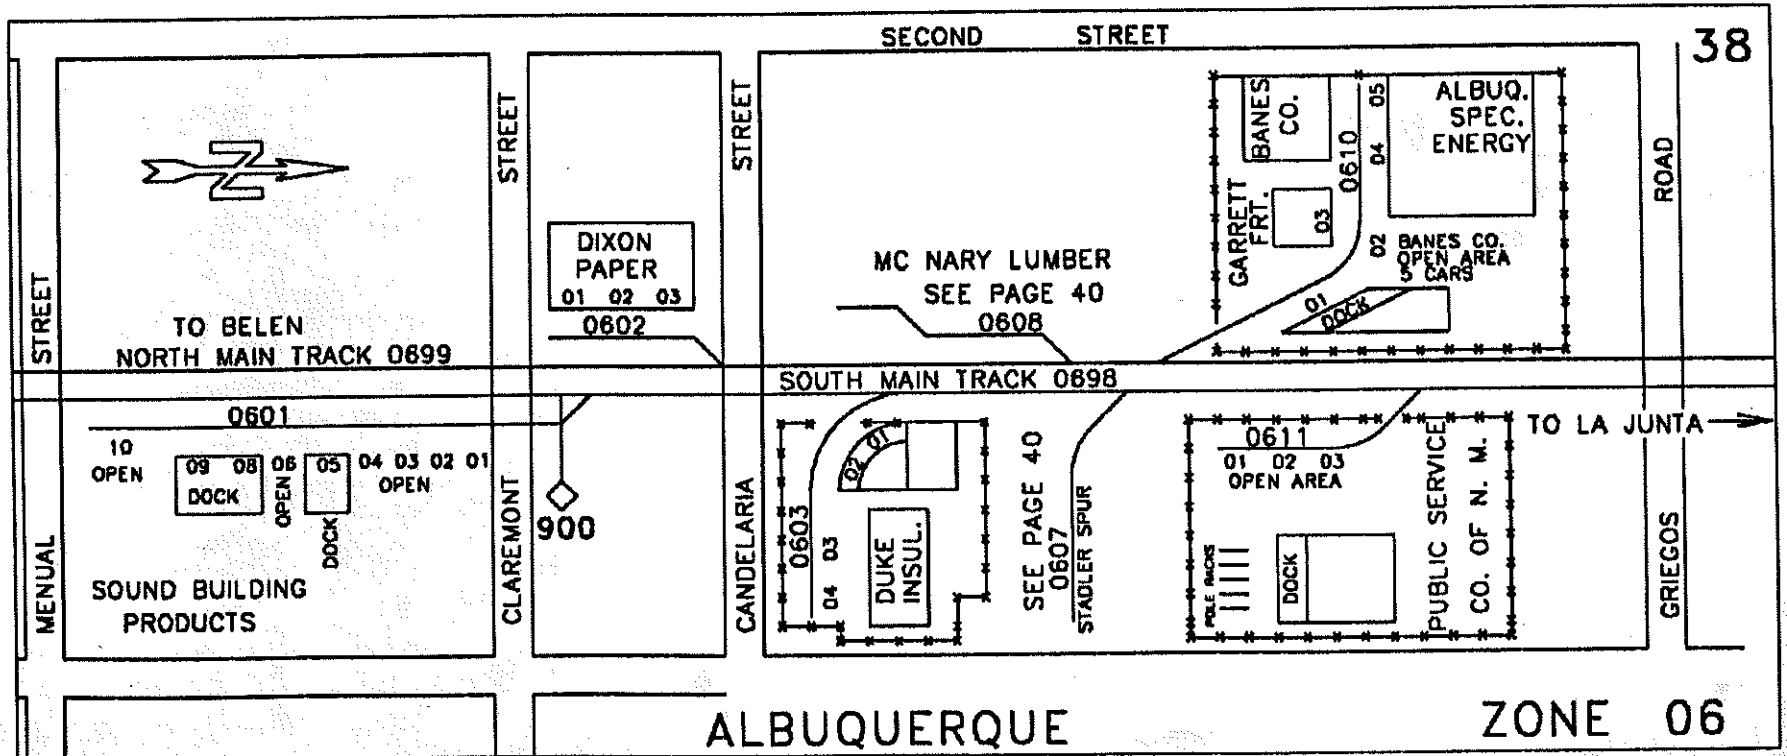 SECOND STREET
38
STREET
STREET
STREET
ROAD
N
DIXON
PAPER
01 02 03
0602
TO BELEN
NORTH MAIN TRACK 0699
MC NARY LUMBER
SEE PAGE 40
0608
BANES
CO.
GARRETT
FRT.
03
0610
05
04
02
ALBUQ.
SPEC.
ENERGY
BANES CO.
OPEN AREA
5 CARS
01
DOCK
SOUTH MAIN TRACK 0698
0601
10
OPEN
09 08
DOCK
06
OPEN
05
DOCK
04 03 02 01
OPEN
SOUND BUILDING
PRODUCTS
MENUAL
CLAREMONT
900
CANDELARIA
0603
02 01
04 03
DUKE
INSUL.
SEE PAGE 40
0607
STADLER SPUR
0611
01 02 03
OPEN AREA
POLE RACKS
DOCK
PUBLIC SERVICE
CO. OF N. M.
TO LA JUNTA
GRIEGOS
ALBUQUERQUE
ZONE 06